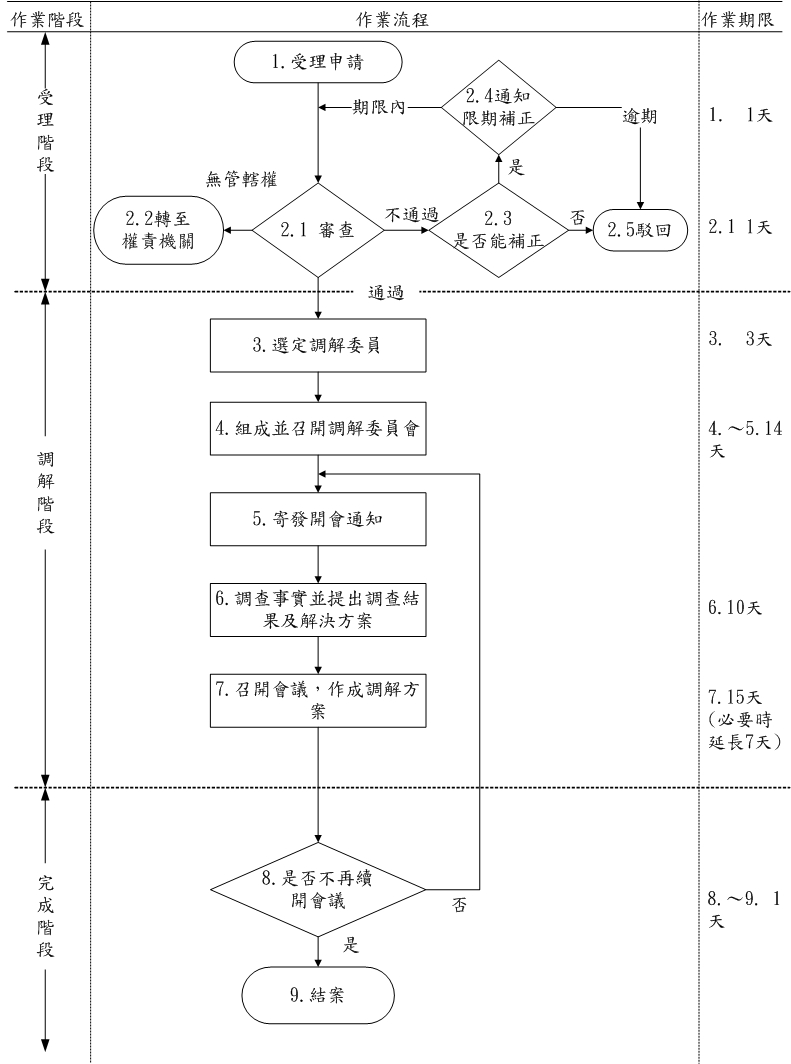 作業階段
作業流程
作業期限
受理階段
1.受理申請
期限內
2.4通知
限期補正
逾期
1. 1天
是
無管轄權
2.2轉至
權責機關
2.1 審查
不通過
2.3
是否能補正
否
2.5駁回
2.1 1天
通過
調解階段
3.選定調解委員
3. 3天
4.組成並召開調解委員會
4.～5.14
天
5.寄發開會通知
6.調查事實並提出調查結
果及解決方案
6.10天
7.召開會議，作成調解方
案
7.15天
(必要時
延長7天)
完成階段
8.是否不再續
開會議
否
8.～9. 1
天
是
9.結案